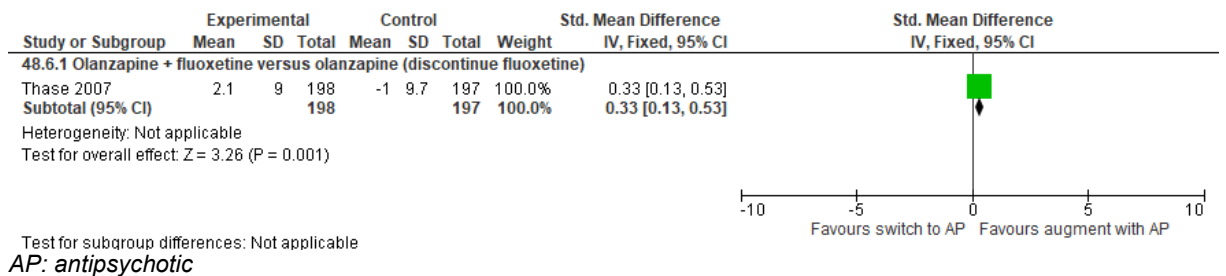 Experimental Control Std. Mean Difference Std. Mean Difference
Study or Subgroup Mean SD Total Mean SD Total Weight IV, Fixed, 95% CI IV, Fixed, 95% CI
48.6.1 Olanzapine + fluoxetine versus olanzapine (discontinue fluoxetine)
Thase 2007 2.1 9 198 -1 9.7 197 100.0% 0.33 [0.13, 0.53]
Subtotal (95% CI) 198 197 100.0% 0.33 [0.13, 0.53]
Heterogeneity: Not applicable
Test for overall effect: Z = 3.26 (P = 0.001)
-10 -5 0 5 10
Favours switch to AP Favours augment with AP
Test for subgroup differences: Not applicable
AP: antipsychotic